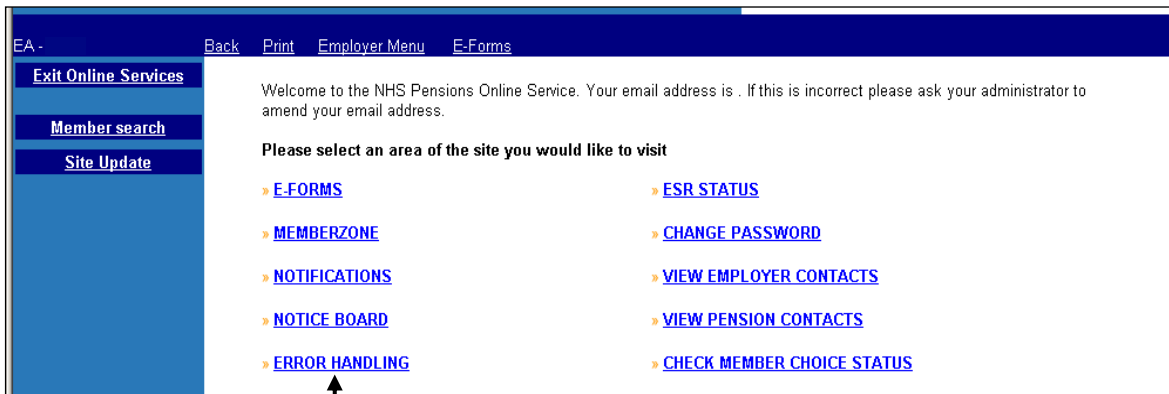 EA - Back Print Employer Menu E-Forms
Exit Online Services
Member search
Site Update
Welcome to the NHS Pensions Online Service. Your email address is . If this is incorrect please ask your administrator to
amend your email address.
Please select an area of the site you would like to visit
» E-FORMS
» ESR STATUS
» MEMBERZONE
» CHANGE PASSWORD
» NOTIFICATIONS
» VIEW EMPLOYER CONTACTS
» NOTICE BOARD
» VIEW PENSION CONTACTS
» ERROR HANDLING
» CHECK MEMBER CHOICE STATUS